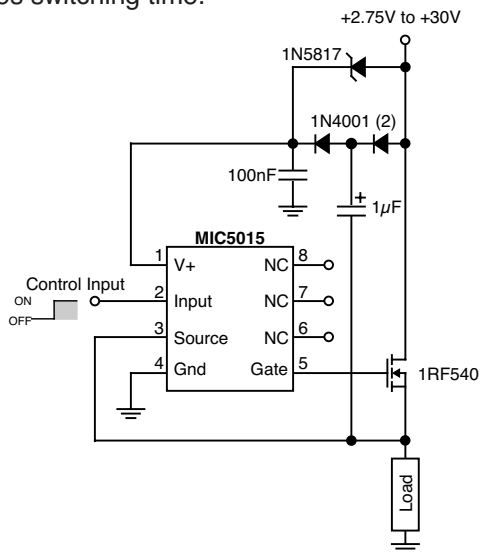 es switching time.
+2.75V to +30V
1N5817
1N4001 (2)
100nF
+
1µF
MIC5015
1
V+
NC
8
Control Input
ON
OFF
2
Input
NC
7
3
Source
NC
6
4
Gnd
Gate
5
1RF540
Load